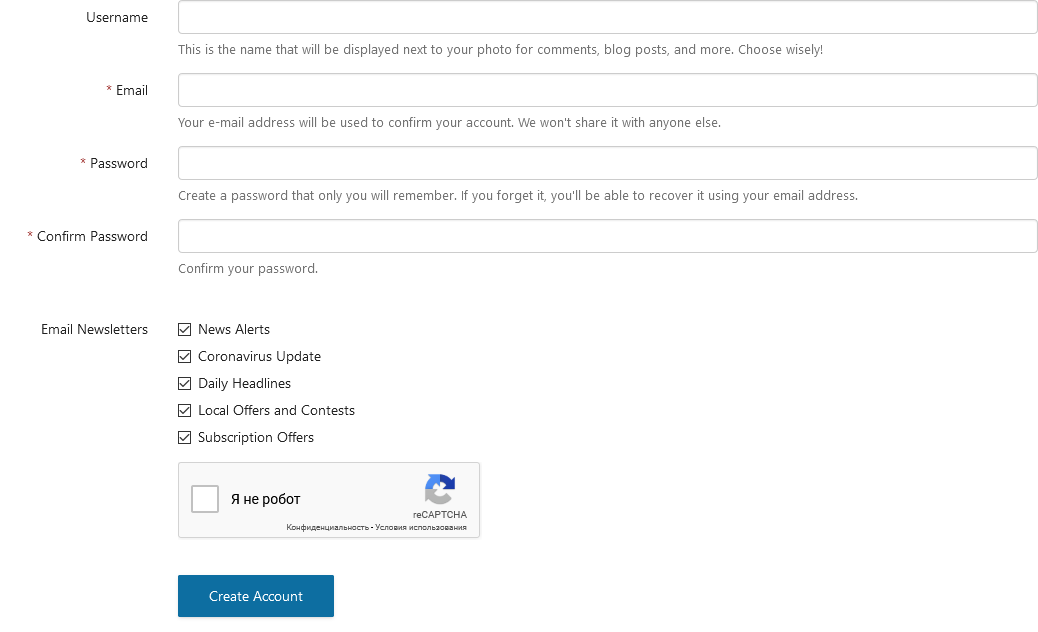 Username
This is the name that will be displayed next to your photo for comments, blog posts, and more. Choose wisely!
* Email
Your e-mail address will be used to confirm your account. We won't share it with anyone else.
* Password
Create a password that only you will remember. If you forget it, you'll be able to recover it using your email address.
* Confirm Password
Confirm your password.
Email Newsletters
News Alerts
Coronavirus Update
Daily Headlines
Local Offers and Contests
Subscription Offers
Я не робот
reCAPTCHA
Конфиденциальность - Условия использования
Create Account